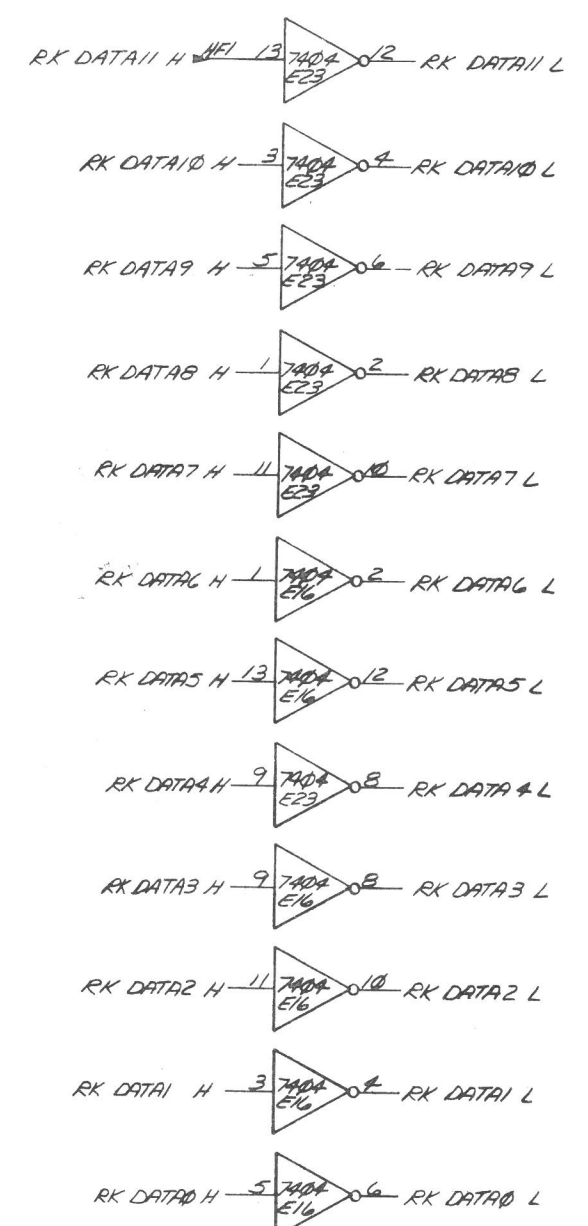 RK DATA11 H HF1 13 7404 12 RK DATA11 L
E23
RK DATA10 H 3 7404 4 RK DATA10 L
E23
RK DATA9 H 5 7404 6 RK DATA9 L
E23
RK DATA8 H 1 7404 2 RK DATA8 L
E23
RK DATA7 H 11 7404 10 RK DATA7 L
E23
RK DATA6 H 1 7404 2 RK DATA6 L
E16
RK DATA5 H 13 7404 12 RK DATA5 L
E16
RK DATA4 H 9 7404 8 RK DATA4 L
E23
RK DATA3 H 9 7404 8 RK DATA3 L
E16
RK DATA2 H 11 7404 10 RK DATA2 L
E16
RK DATA1 H 3 7404 4 RK DATA1 L
E16
RK DATA0 H 5 7404 6 RK DATA0 L
E16